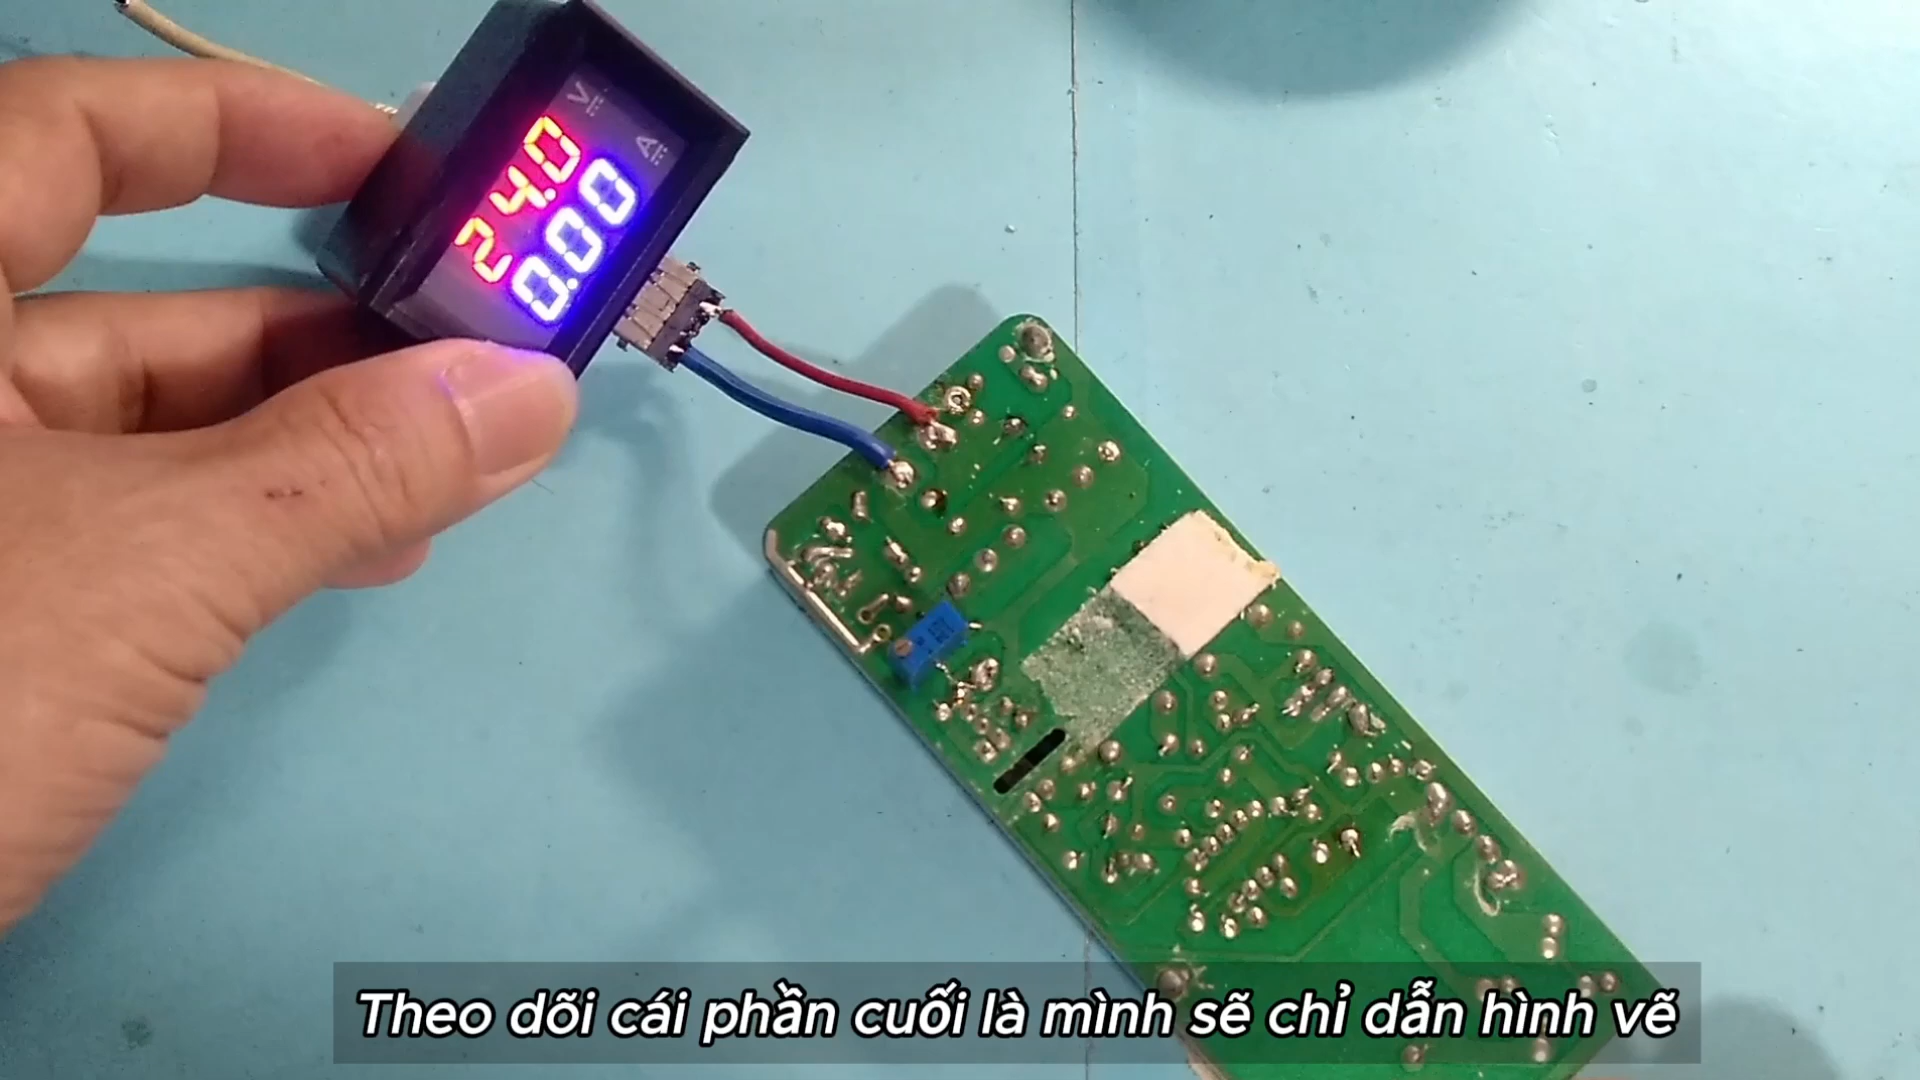 V
24.0
A
0.00
Theo dõi cái phần cuối là mình sẽ chỉ dẫn hình vẽ